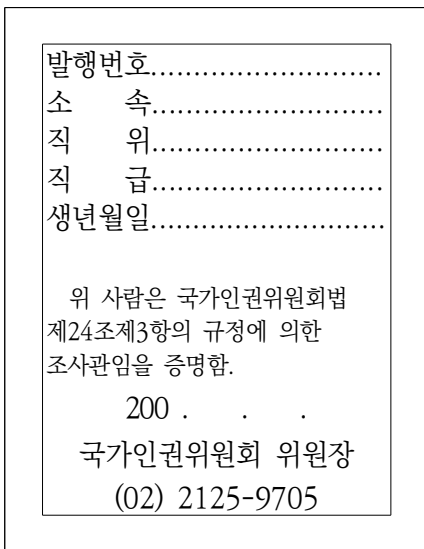 발행번호...........................
소      속...........................
직      위...........................
직      급...........................
생년월일...........................
위 사람은 국가인권위원회법
제24조제3항의 규정에 의한
조사관임을 증명함.
200 .    .    .
국가인권위원회 위원장
(02) 2125-9705